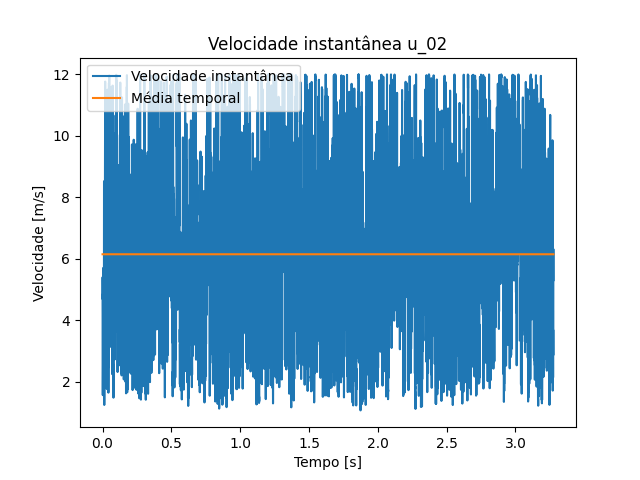 Velocidade instantânea u_02
Velocidade instantânea
Média temporal
12
10
8
6
4
2
Velocidade [m/s]
0.0 0.5 1.0 1.5 2.0 2.5 3.0
Tempo [s]